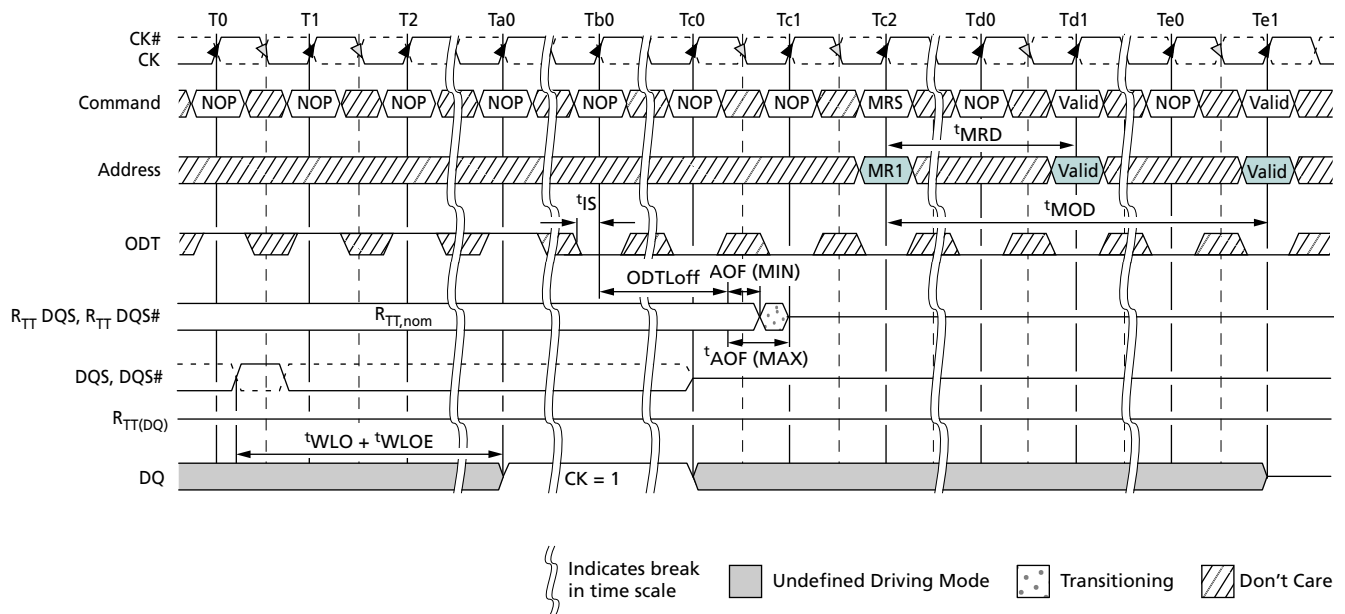 T0 T1 T2 Ta0 Tb0 Tc0 Tc1 Tc2 Td0 Td1 Te0 Te1
CK#
CK
Command NOP NOP NOP NOP NOP NOP NOP MRS NOP Valid NOP Valid
tMRD
Address MR1 Valid Valid
tIS
tMOD
ODT
ODTLoff AOF (MIN)
RTT DQS, RTT DQS# RTT,nom
tAOF (MAX)
DQS, DQS#
RTT(DQ)
tWLO + tWLOE
DQ CK = 1
Indicates break
in time scale
Undefined Driving Mode
Transitioning
Don't Care